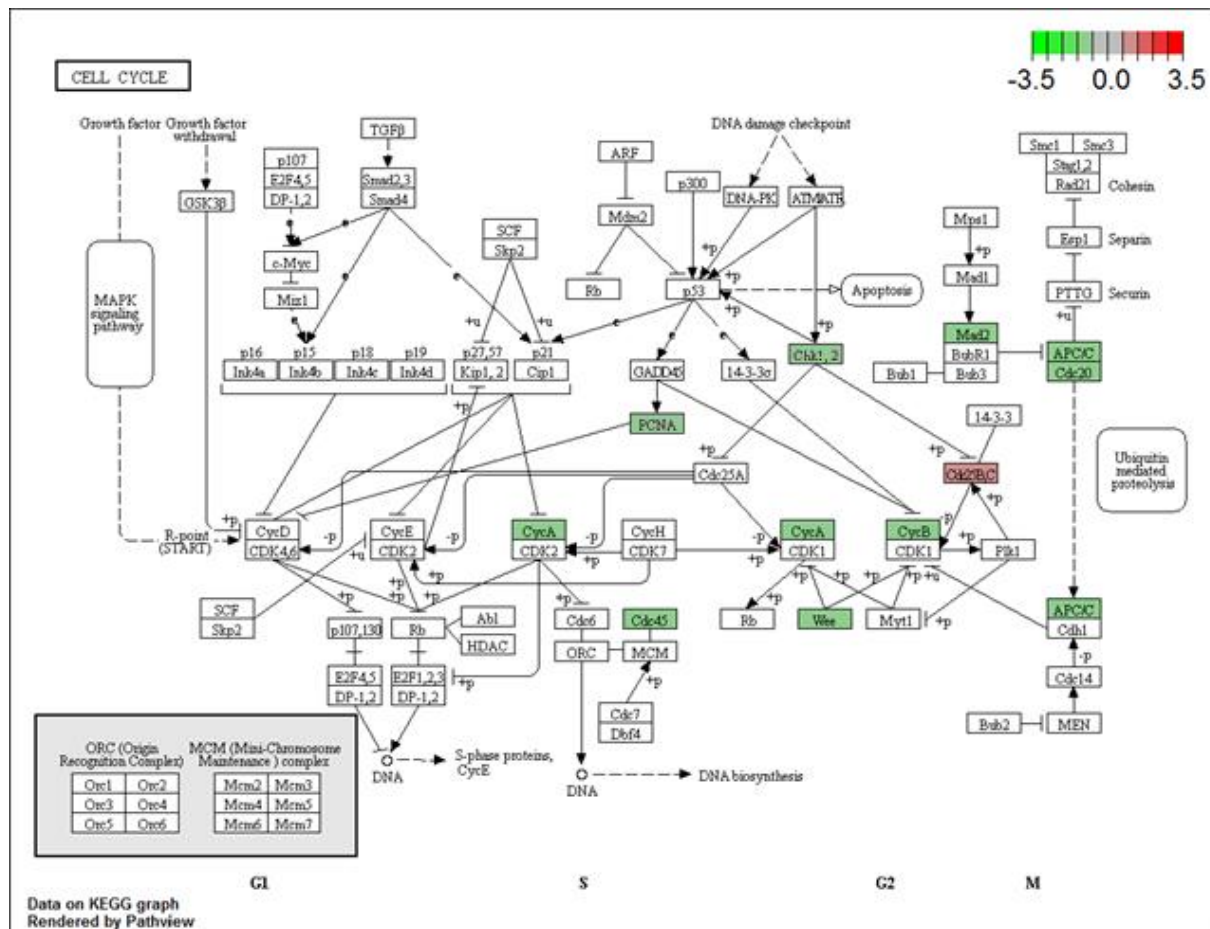 -3.5 0.0 3.5
CELL CYCLE
Growth factor
Growth factor
withdrawal
TGFβ
DNA damage checkpoint
p107
E2F4,5
DP-1,2
Smad2,3
Smad4
ARF
p300
DNA-PK
ATM/ATR
Smc1 Smc3
Stag1,2
Rad21
Cohesin
GSK3β
SCF
Skp2
Mdm2
Mps1
+p
Mad1
Esp1
Separin
c-Myc
e
e
e
Rb
p53
+p
+p
+p
Apoptosis
PTTG
Securin
MAPK
signaling
pathway
Miz1
e
e
+u
+u
e
e
e
+p
+u
Mad2
BubR1
Bub3
Bub1
APC/C
Cdc20
p16 p15 p18 p19
Ink4a Ink4b Ink4c Ink4d
p27,57
Kip1, 2
p21
Cip1
GADD45
14-3-3σ
Chk1, 2
+p
PCNA
14-3-3
+p
+p
Cdc25A
Cdc25B,C
Ubiquitin
mediated
proteolysis
R-point
(START)
+p
CycD
CDK4,6
-p
CycE
CDK2
-p
CycA
CDK2
-p
+p
CycH
CDK7
-p
+p
CycA
CDK1
CycB
CDK1
-p
+p
+p
Plk1
+u
+p
+p
+p
+p
+p
+p
+p
+p
+p
+u
+p
SCF
Skp2
p107,130
Rb
Abl
HDAC
Cdc6
Cdc45
Rb
Wee
Myt1
APC/C
Cdh1
ORC
MCM
-p
E2F4,5
DP-1,2
E2F1,2,3
DP-1,2
+p
+p
Cdc14
Cdc7
Dbf4
Bub2
MEN
ORC (Origin
Recognition Complex)
MCM (Mini-Chromosome
Maintenance ) complex
Orc1 Orc2
Orc3 Orc4
Orc5 Orc6
Mcm2 Mcm3
Mcm4 Mcm5
Mcm6 Mcm7
DNA
S-phase proteins,
CycE
DNA
DNA biosynthesis
G1 S G2 M
Data on KEGG graph
Rendered by Pathview